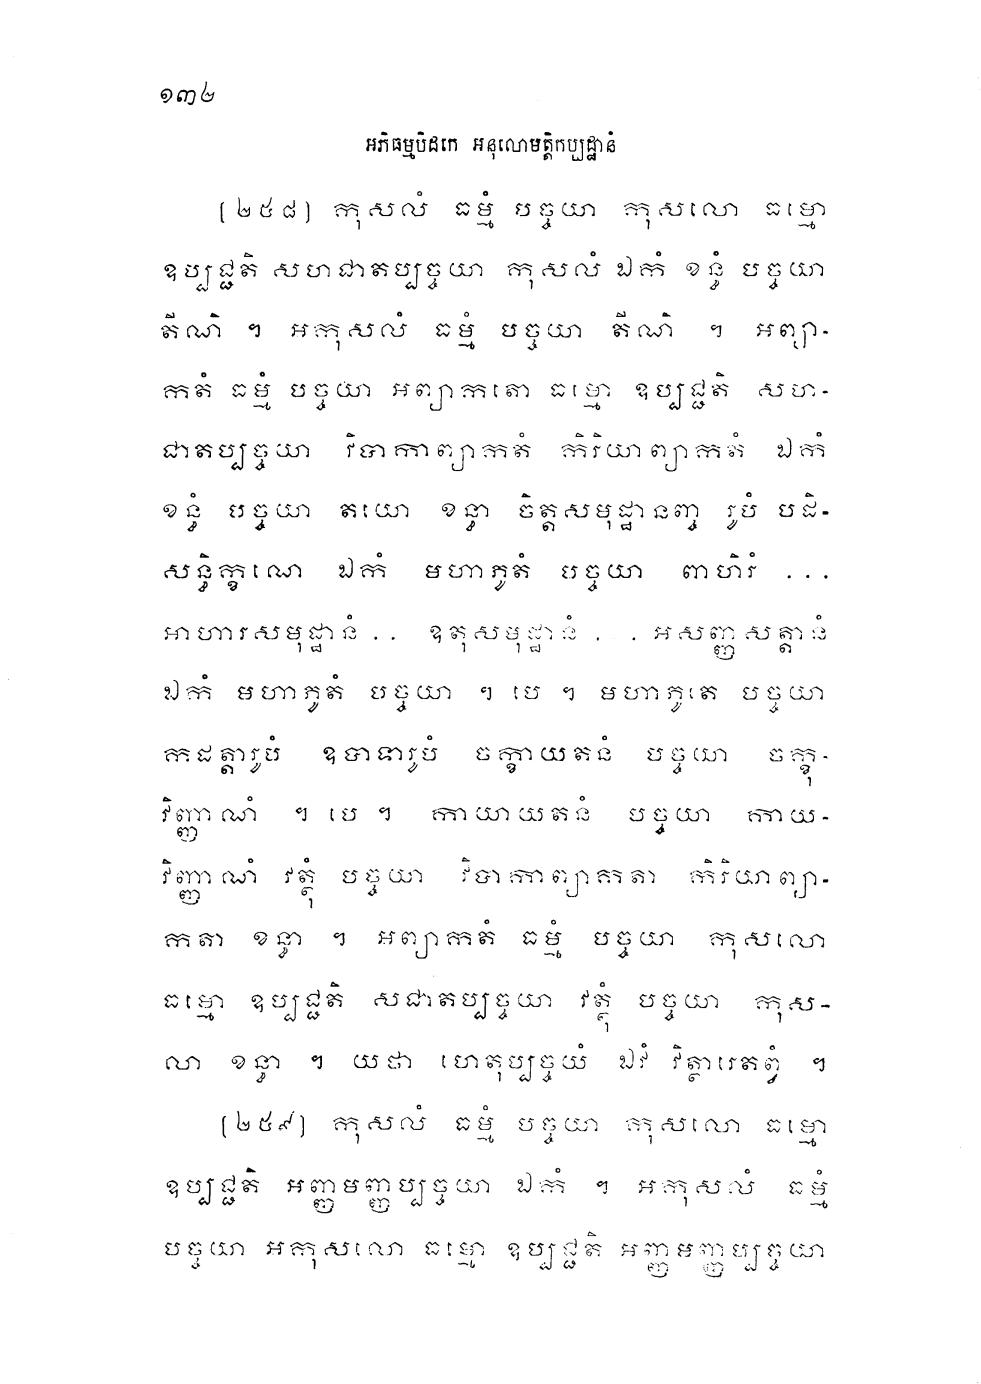 ១៣២
អភិធម្មបិដកេ អនុលោមត្តិកប្បដ្ឋានំ
[២៥៨] កុសលំ ធម្មំ បច្ចយា កុសលោ ធម្មោ
ឧប្បជ្ជតិ សហជាតប្បច្ចយា កុសលំ ឯកំ ខន្ធំ បច្ចយា
តីណិ ។ អកុសលំ ធម្មំ បច្ចយា តីណិ ។ អព្យា-
កតំ ធម្មំ បច្ចយា អព្យាកតោ ធម្មោ ឧប្បជ្ជតិ សហ-
ជាតប្បច្ចយា វិបាកាព្យាកតំ កិរិយាព្យាកតំ ឯកំ
ខន្ធំ បច្ចយា តយោ ខន្ធា ចិត្តសមុដ្ឋានញ្ច រូបំ បដិ-
សន្ធិក្ខណេ ឯកំ មហាភូតំ បច្ចយា ពាហិរំ ...
អាហារសមុដ្ឋានំ .. ឧតុសមុដ្ឋានំ ... អសញ្ញសត្តានំ
ឯកំ មហាភូតំ បច្ចយា ។ បេ ។ មហាភូតេ បច្ចយា
កដត្តារូបំ ឧបាទារូបំ ចក្ខាយតនំ បច្ចយា ចក្ខុ-
វិញ្ញាណំ ។ បេ ។ កាយាយតនំ បច្ចយា កាយ-
វិញ្ញាណំ វត្ថុំ បច្ចយា វិបាកាព្យាកតា កិរិយាព្យា-
កតា ខន្ធា ។ អព្យាកតំ ធម្មំ បច្ចយា កុសលោ
ធម្មោ ឧប្បជ្ជតិ សជាតប្បច្ចយា វត្ថុំ បច្ចយា កុស-
លា ខន្ធា ។ យថា ហេតុប្បច្ចយំ ឯវំ វិត្ថារេតព្វំ ។
[២៥៩] កុសលំ ធម្មំ បច្ចយា កុសលោ ធម្មោ
ឧប្បជ្ជតិ អញ្ញមញ្ញប្បច្ចយា ឯកំ ។ អកុសលំ ធម្មំ
បច្ចយា អកុសលោ ធម្មោ ឧប្បជ្ជតិ អញ្ញមញ្ញប្បច្ចយា